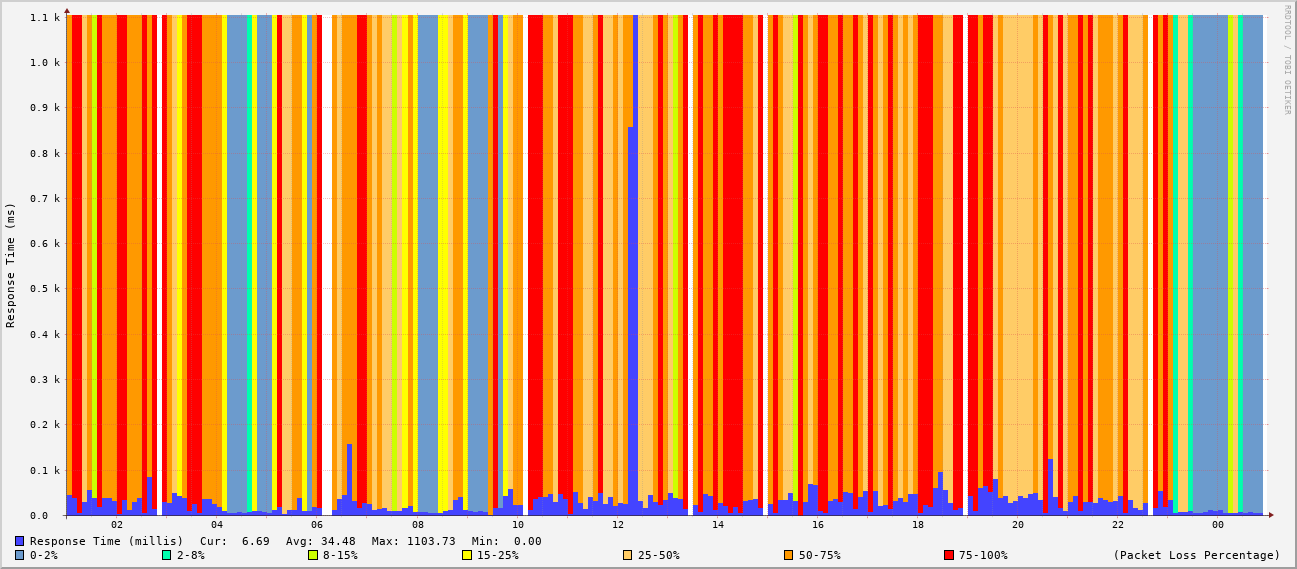 RRDTOOL / TOBI OETIKER
Response Time (ms)
1.1 k
1.0 k
0.9 k
0.8 k
0.7 k
0.6 k
0.5 k
0.4 k
0.3 k
0.2 k
0.1 k
0.0
02 04 06 08 10 12 14 16 18 20 22 00
Response Time (millis) Cur: 6.69 Avg: 34.48 Max: 1103.73 Min: 0.00
0-2% 2-8% 8-15% 15-25% 25-50% 50-75% 75-100% (Packet Loss Percentage)